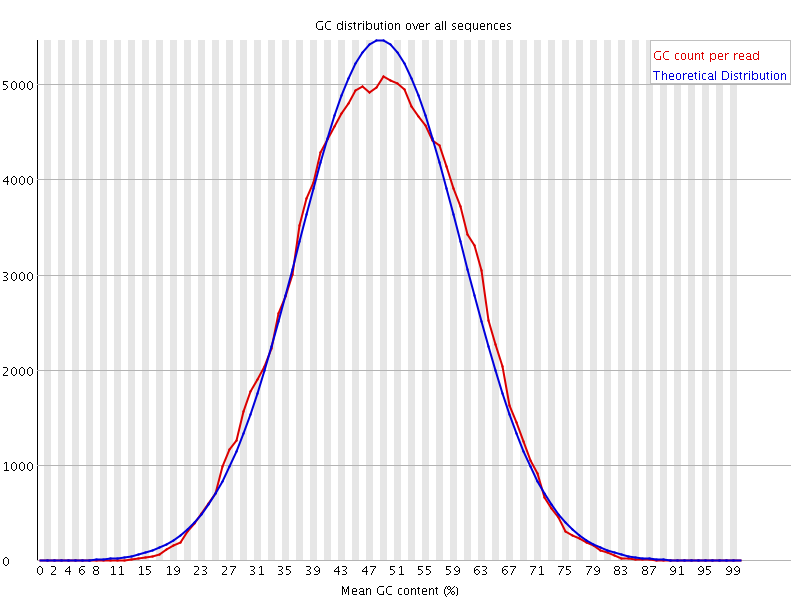 GC distribution over all sequences
GC count per read
Theoretical Distribution
5000
4000
3000
2000
1000
0
0 2 4 6 8 11 15 19 23 27 31 35 39 43 47 51 55 59 63 67 71 75 79 83 87 91 95 99
Mean GC content (%)